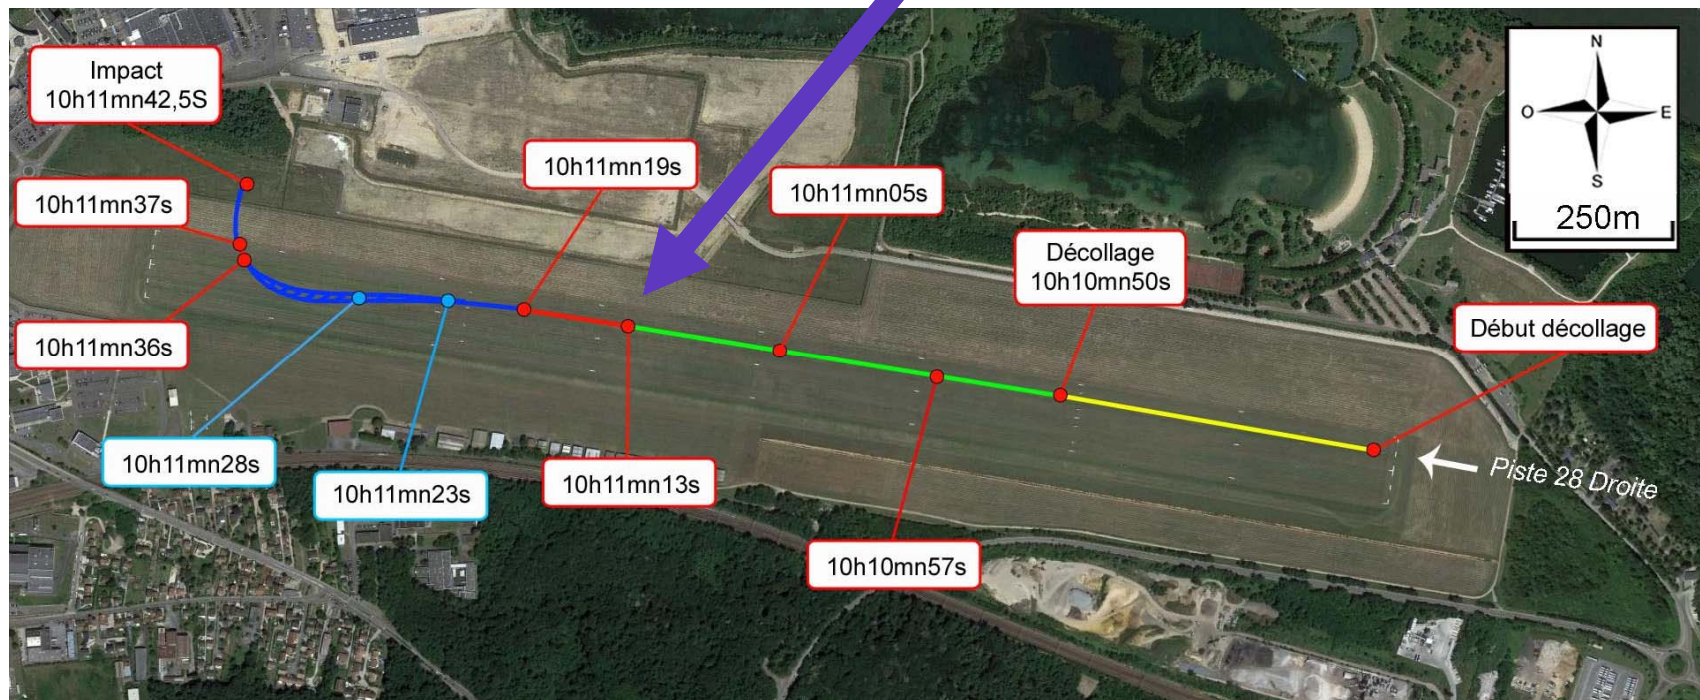 Impact
10h11mn42,5S
10h11mn37s
10h11mn36s
10h11mn28s
10h11mn23s
10h11mn19s
10h11mn13s
10h11mn05s
10h10mn57s
Décollage
10h10mn50s
Début décollage
Piste 28 Droite
N
O
E
S
250m